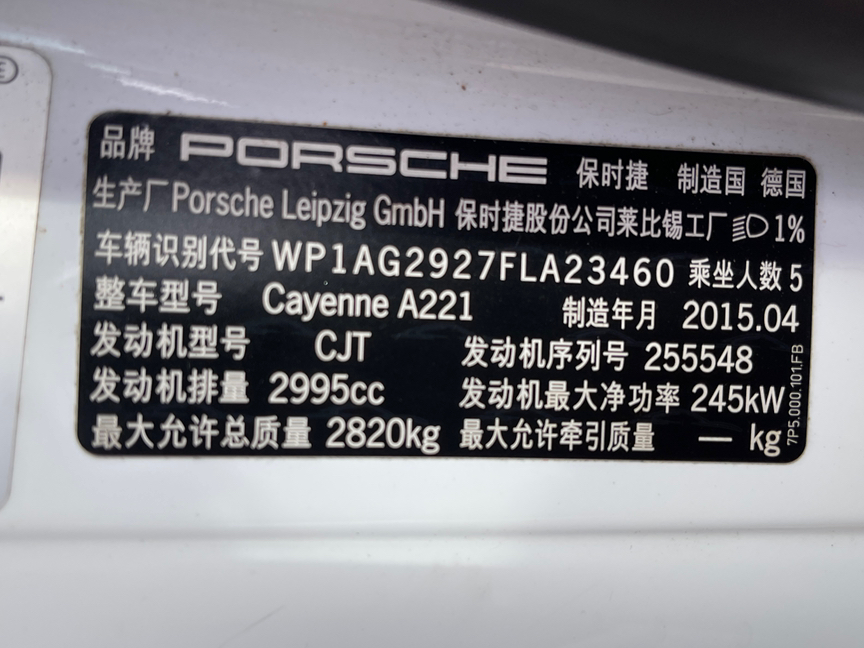 品牌 PORSCHE 保时捷 制造国 德国
生产厂 Porsche Leipzig GmbH 保时捷股份公司莱比锡工厂 1%
车辆识别代号 WP1AG2927FLA23460 乘坐人数 5
整车型号 Cayenne A221 制造年月 2015.04
发动机型号 CJT 发动机序列号 255548
发动机排量 2995cc 发动机最大净功率 245kW
最大允许总质量 2820kg 最大允许牵引质量 — kg
7P5.000.101.FB